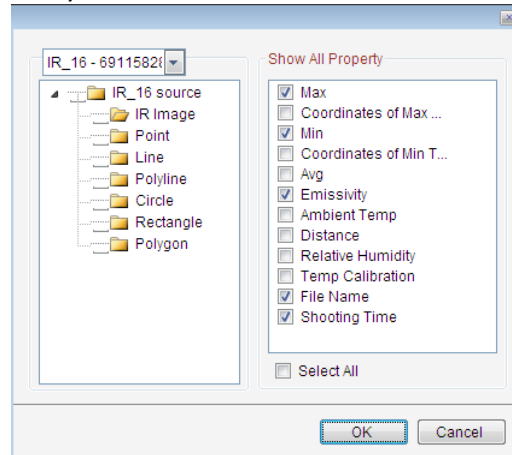 IR_16 - 69115828
IR_16 source
IR Image
Point
Line
Polyline
Circle
Rectangle
Polygon
Show All Property
Max
Coordinates of Max ...
Min
Coordinates of Min T...
Avg
Emissivity
Ambient Temp
Distance
Relative Humidity
Temp Calibration
File Name
Shooting Time
Select All
OK
Cancel